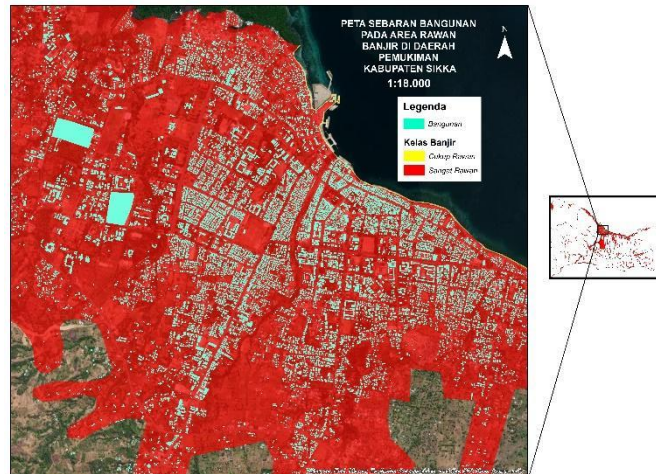 PETA SEBARAN BANGUNAN
PADA AREA RAWAN
BANJIR DI DAERAH
PEMUKIMAN
KABUPATEN SIKKA
1:18.000
N
Legenda
Bangunan
Kelas Banjir
Cukup Rawan
Sangat Rawan